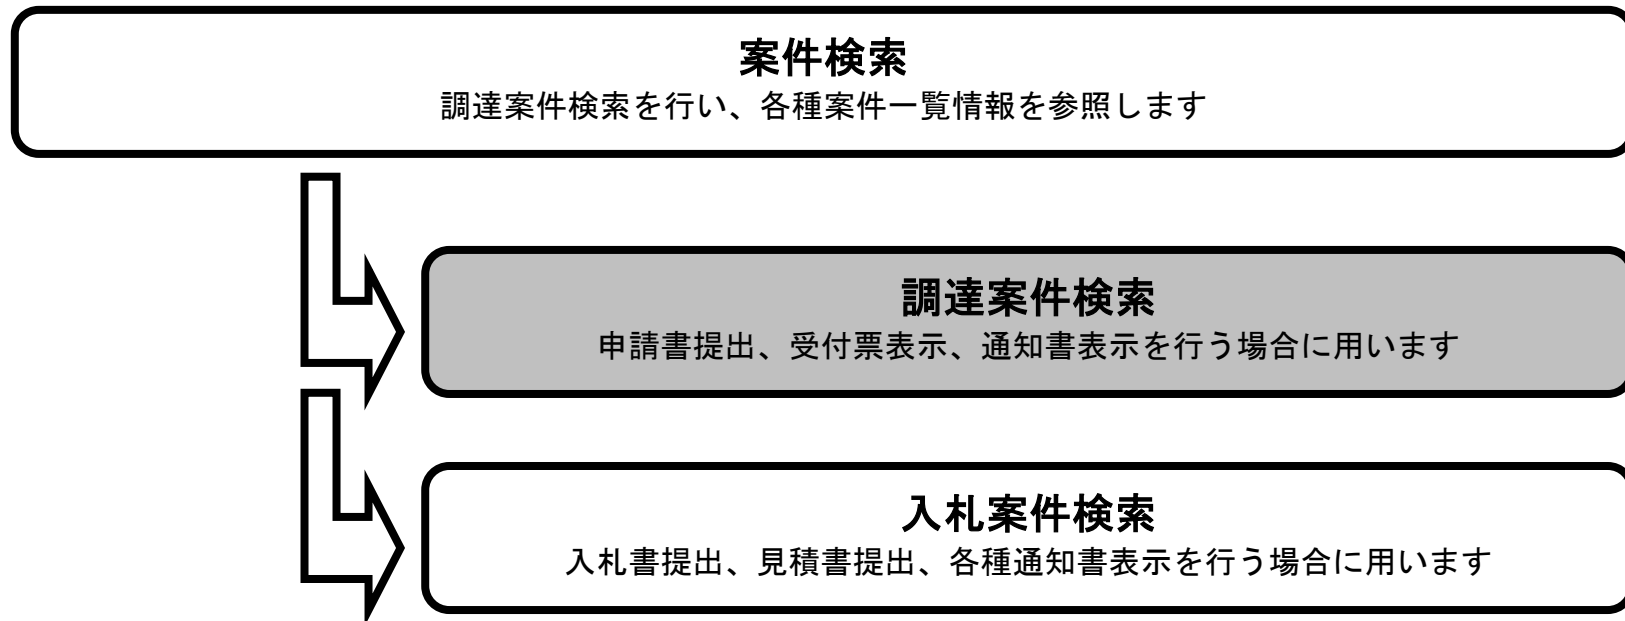 案件検索
調達案件検索を行い、各種案件一覧情報を参照します
調達案件検索
申請書提出、受付票表示、通知書表示を行う場合に用います
入札案件検索
入札書提出、見積書提出、各種通知書表示を行う場合に用います